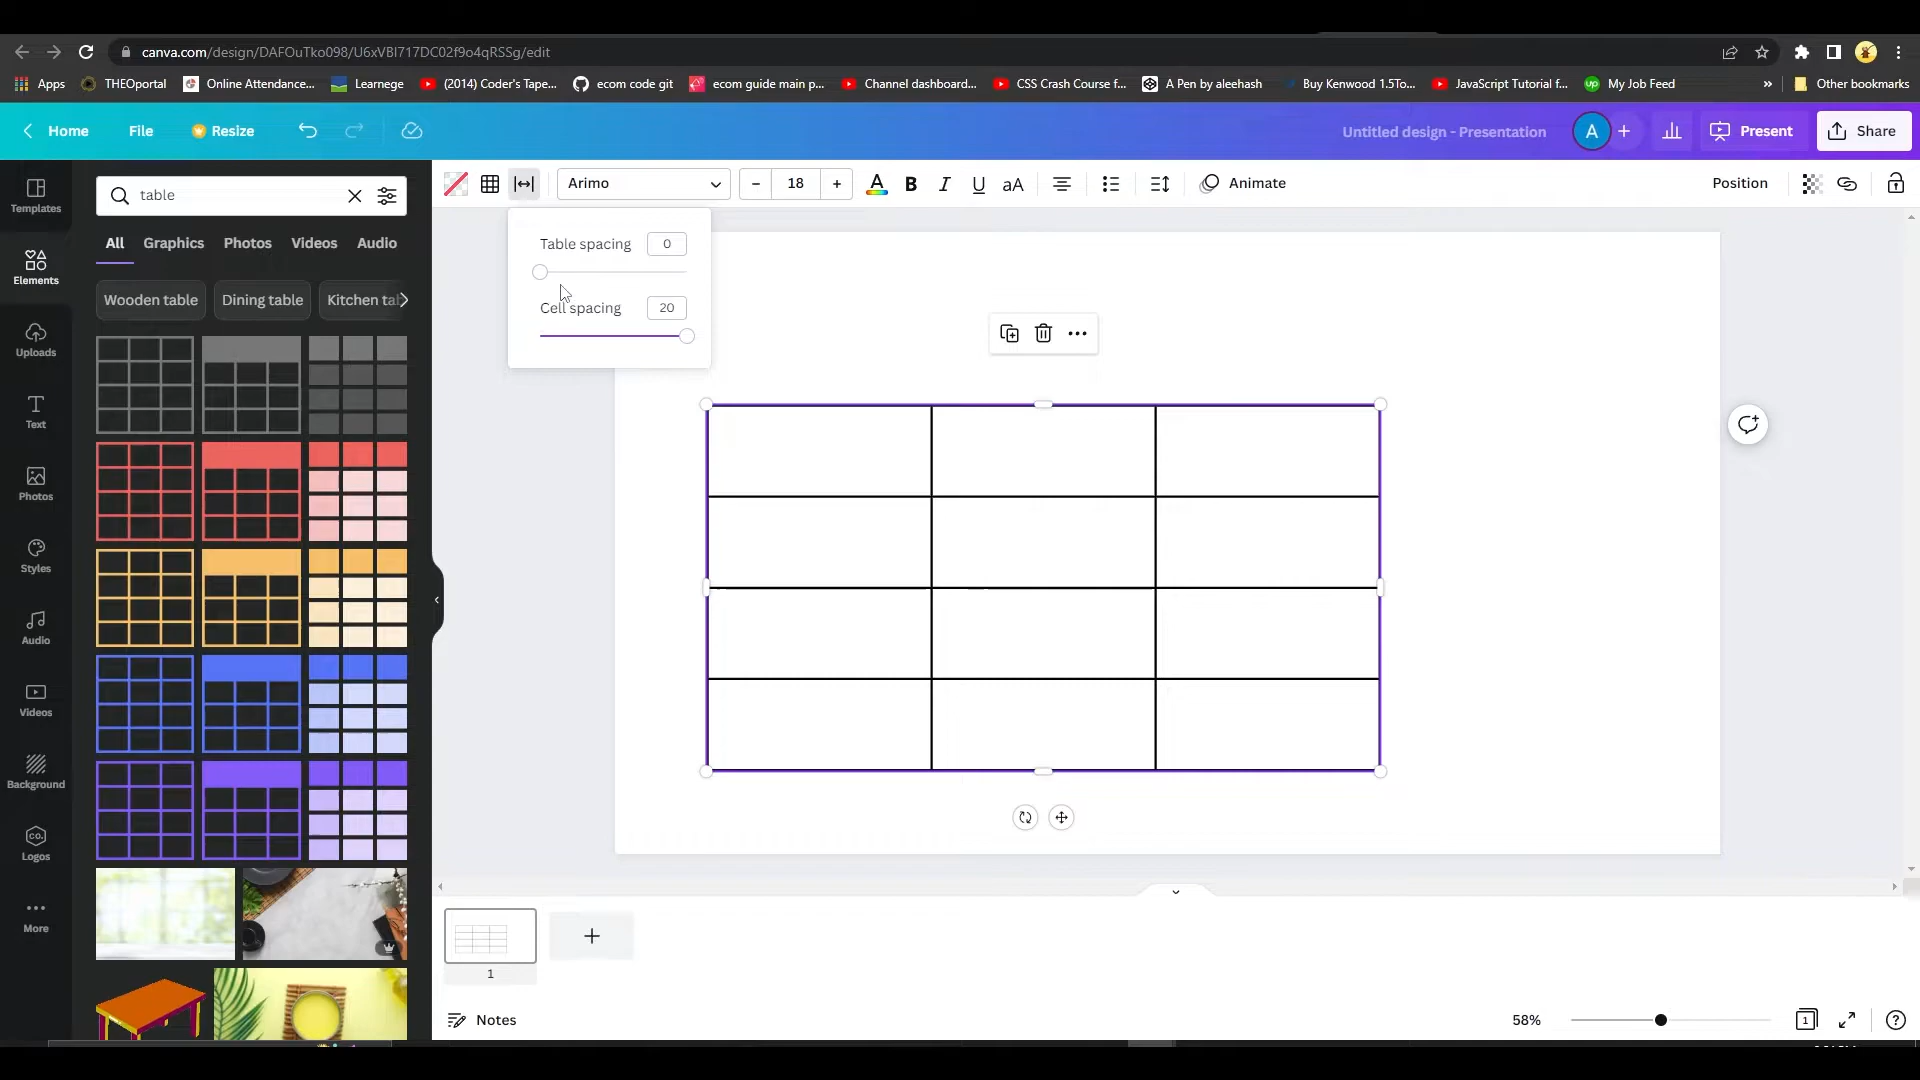 canva.com/design/DAFOuTko098/U6xVBI717DC02f9o4qRSSg/edit
Apps THEOportal Online Attendance... Learnege (2014) Coder's Tape... ecom code git ecom guide main p... Channel dashboard... CSS Crash Course f... A Pen by aleehash Buy Kenwood 1.5To... JavaScript Tutorial f... My Job Feed » Other bookmarks
Home File Resize Untitled design - Presentation A + Present Share
Templates
Elements
Uploads
Text
Photos
Styles
Audio
Videos
Background
CO.
Logos
More
table
All Graphics Photos Videos Audio
Wooden table Dining table Kitchen tab
Arimo − 18 + A B I U aA Animate Position
Table spacing 0
Cell spacing 20
+
1
Notes 58% 1 ?